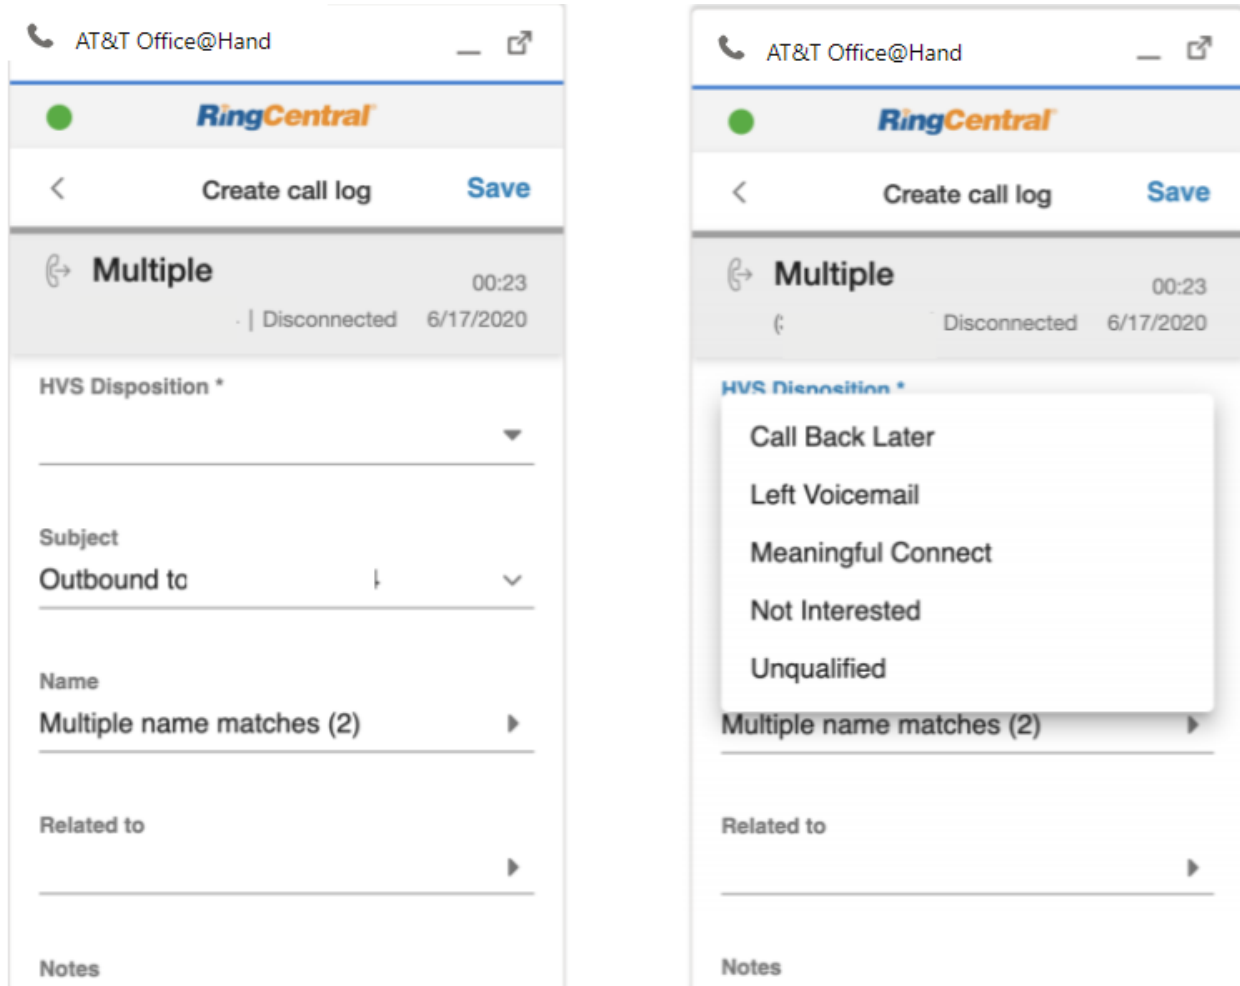 AT&T Office@Hand
RingCentral
Create call log Save
Multiple 00:23
| Disconnected 6/17/2020
HVS Disposition *
Subject
Outbound to
Name
Multiple name matches (2)
Related to
Notes
AT&T Office@Hand
RingCentral
Create call log Save
Multiple 00:23
Disconnected 6/17/2020
HVS Disposition *
Call Back Later
Left Voicemail
Meaningful Connect
Not Interested
Unqualified
Multiple name matches (2)
Related to
Notes